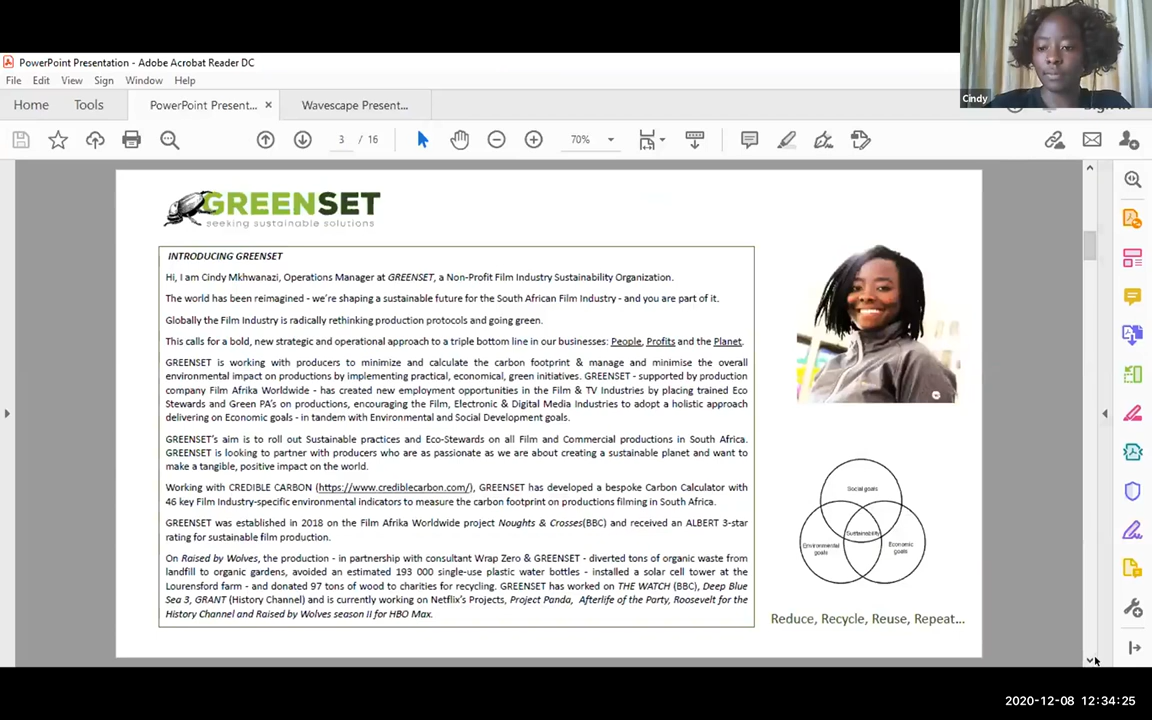 PowerPoint Presentation - Adobe Acrobat Reader DC
File Edit View Sign Window Help
Cindy
Home Tools PowerPoint Present... × Wavescape Present...
3 / 16 70%
GREENSET
seeking sustainable solutions
INTRODUCING GREENSET
Hi, I am Cindy Mkhwanazi, Operations Manager at GREENSET, a Non-Profit Film Industry Sustainability Organization.
The world has been reimagined - we're shaping a sustainable future for the South African Film Industry - and you are part of it.
Globally the Film Industry is radically rethinking production protocols and going green.
This calls for a bold, new strategic and operational approach to a triple bottom line in our businesses: People, Profits and the Planet.
GREENSET is working with producers to minimize and calculate the carbon footprint & manage and minimise the overall
environmental impact on productions by implementing practical, economical, green initiatives. GREENSET - supported by production
company Film Afrika Worldwide - has created new employment opportunities in the Film & TV Industries by placing trained Eco
Stewards and Green PA's on productions, encouraging the Film, Electronic & Digital Media Industries to adopt a holistic approach
delivering on Economic goals - in tandem with Environmental and Social Development goals.
GREENSET's aim is to roll out Sustainable practices and Eco-Stewards on all Film and Commercial productions in South Africa.
GREENSET is looking to partner with producers who are as passionate as we are about creating a sustainable planet and want to
make a tangible, positive impact on the world.
Working with CREDIBLE CARBON (https://www.crediblecarbon.com/), GREENSET has developed a bespoke Carbon Calculator with
46 key Film Industry-specific environmental indicators to measure the carbon footprint on productions filming in South Africa.
GREENSET was established in 2018 on the Film Afrika Worldwide project Noughts & Crosses(BBC) and received an ALBERT 3-star
rating for sustainable film production.
On Raised by Wolves, the production - in partnership with consultant Wrap Zero & GREENSET - diverted tons of organic waste from
landfill to organic gardens, avoided an estimated 193 000 single-use plastic water bottles - installed a solar cell tower at the
Lourensford farm - and donated 97 tons of wood to charities for recycling. GREENSET has worked on THE WATCH (BBC), Deep Blue
Sea 3, GRANT (History Channel) and is currently working on Netflix's Projects, Project Panda, Afterlife of the Party, Roosevelt for the
History Channel and Raised by Wolves season II for HBO Max.
Social goals
Sustainability
Environmental
goals
Economic
goals
Reduce, Recycle, Reuse, Repeat...
2020-12-08 12:34:25